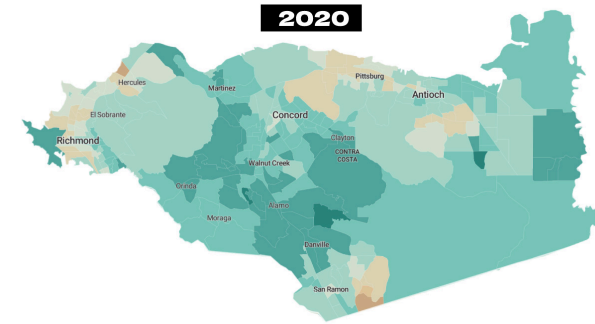 2020
Hercules
Martinez
Pittsburg
Antioch
El Sobrante
Concord
Richmond
Clayton
CONTRA
COSTA
Walnut Creek
Orinda
Alamo
Moraga
Danville
San Ramon